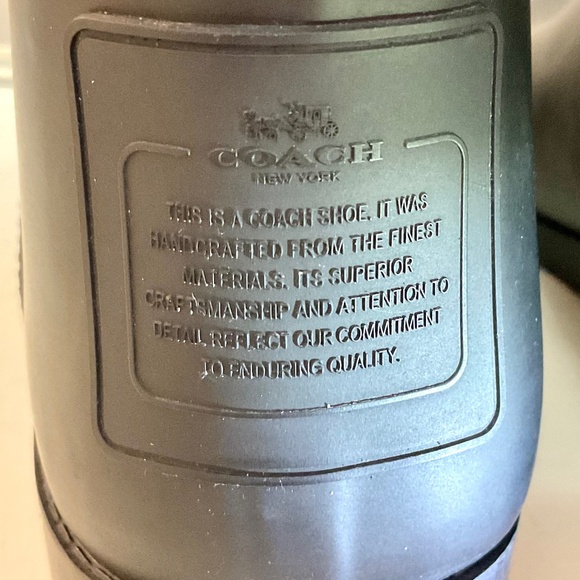 COACH
NEW YORK
THIS IS A COACH SHOE. IT WAS
HANDCRAFTED FROM THE FINEST
MATERIALS. ITS SUPERIOR
CRAFTSMANSHIP AND ATTENTION TO
DETAIL REFLECT OUR COMMITMENT
TO ENDURING QUALITY.